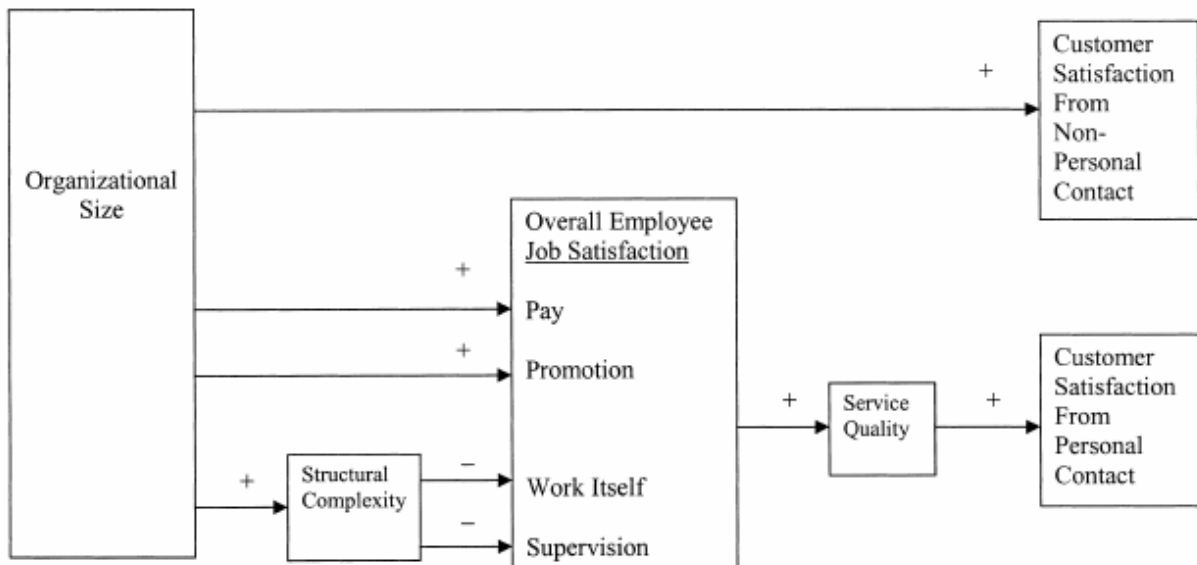 Organizational
Size
+
Customer
Satisfaction
From
Non-
Personal
Contact
Overall Employee
Job Satisfaction
+
Pay
+
Promotion
+
Structural
Complexity
−
Work Itself
−
Supervision
+
Service
Quality
+
Customer
Satisfaction
From
Personal
Contact